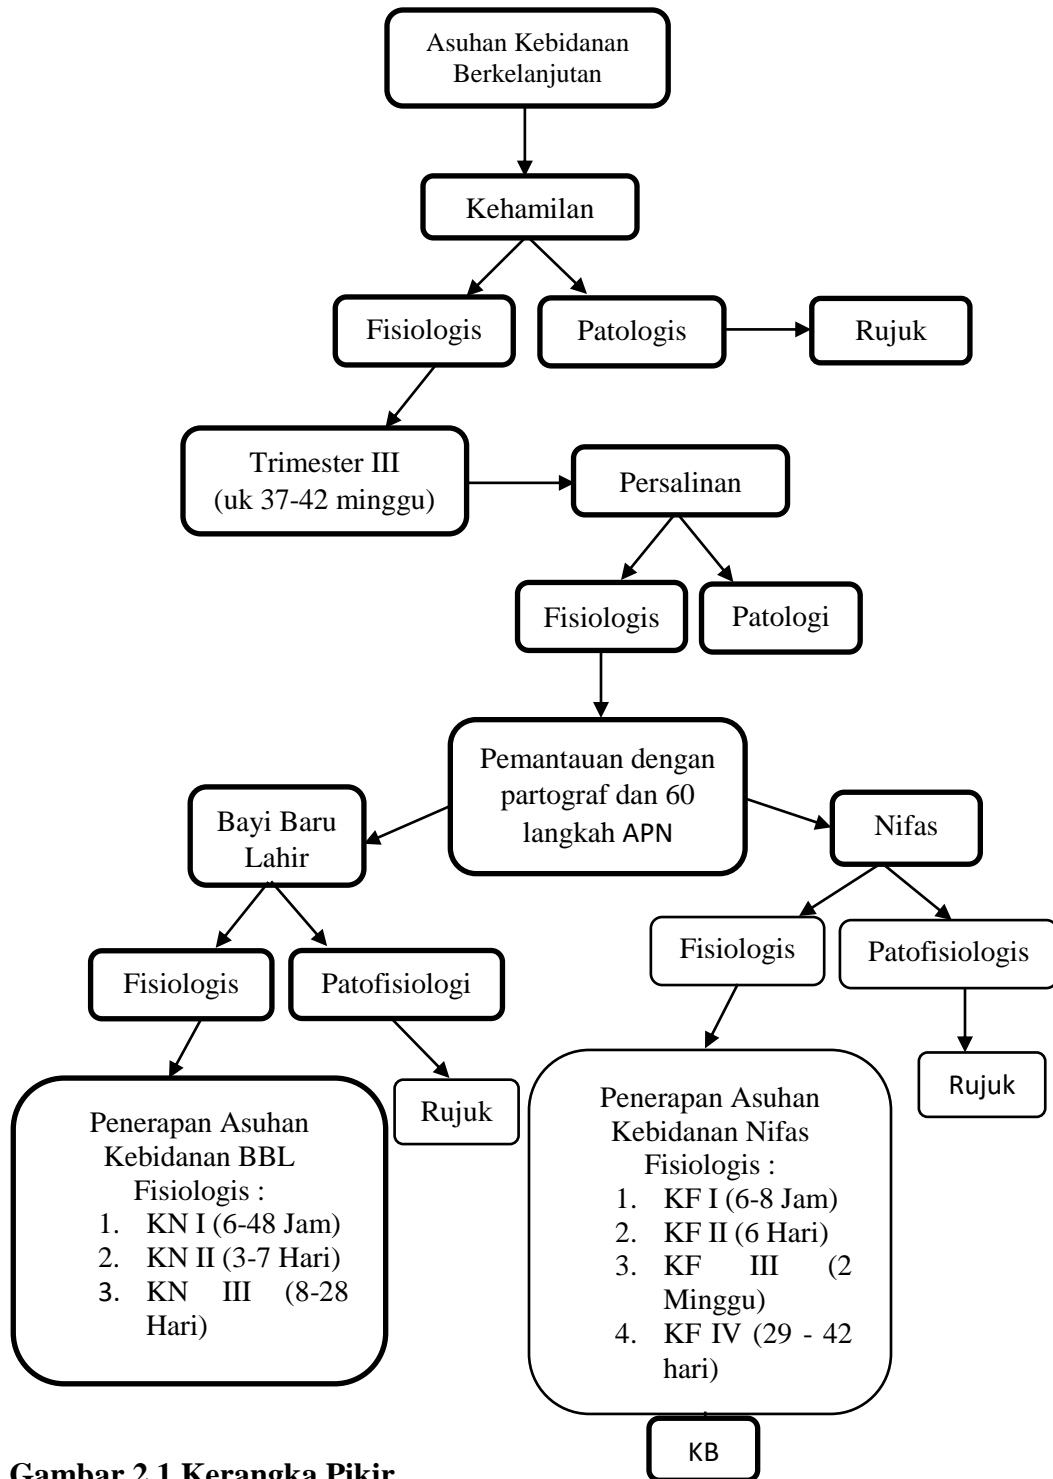 Asuhan Kebidanan
Berkelanjutan
Kehamilan
Fisiologis
Patologis
Rujuk
Trimester III
(uk 37-42 minggu)
Persalinan
Fisiologis
Patologi
Pemantauan dengan
partograf dan 60
langkah APN
Bayi Baru
Lahir
Nifas
Fisiologis
Patofisiologi
Fisiologis
Patofisiologis
Penerapan Asuhan
Kebidanan BBL
Fisiologis :
1. KN I (6-48 Jam)
2. KN II (3-7 Hari)
3. KN III (8-28
Hari)
Rujuk
Penerapan Asuhan
Kebidanan Nifas
Fisiologis :
1. KF I (6-8 Jam)
2. KF II (6 Hari)
3. KF III (2
Minggu)
4. KF IV (29 - 42
hari)
Rujuk
KB
Gambar 2.1 Kerangka Pikir